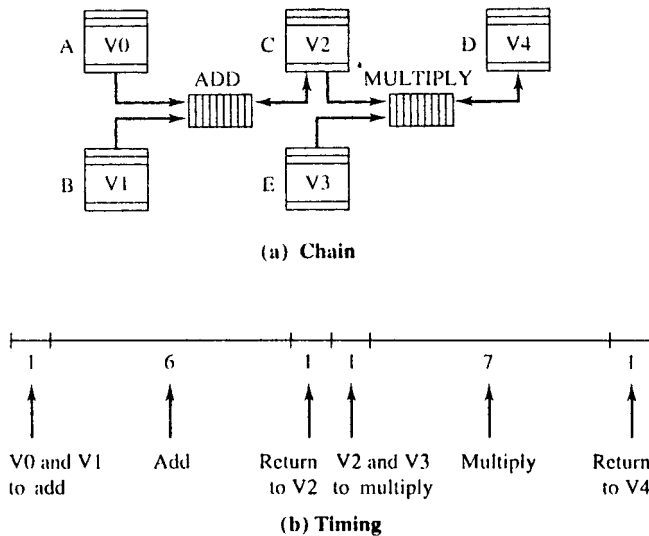 A V0 C V2 D V4
ADD MULTIPLY
B V1 E V3
(a) Chain
1 6 1 1 7 1
V0 and V1 Add Return V2 and V3 Multiply Return
to add to V2 to multiply to V4
(b) Timing